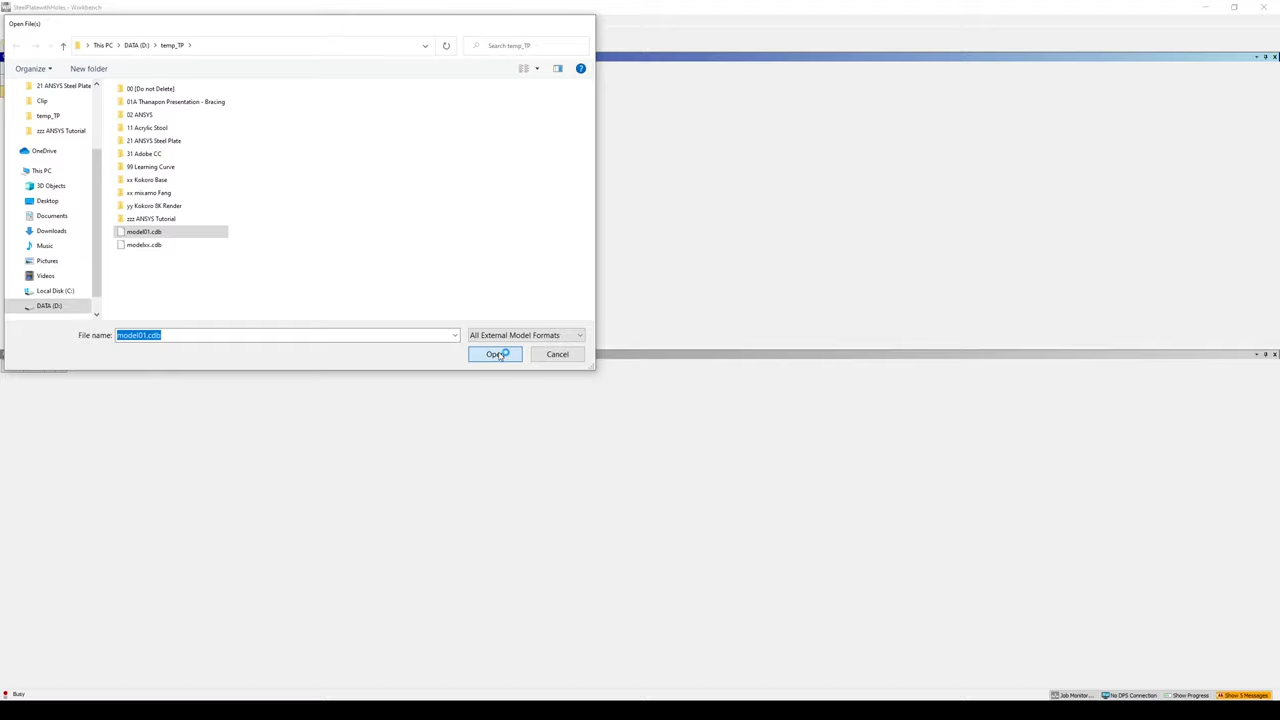 SteelPlatewithHoles - Workbench
Open File(s)
This PC > DATA (D:) > temp_TP >
Search temp_TP
Organize
New folder
21 ANSYS Steel Plate
Clip
temp_TP
zzz ANSYS Tutorial
OneDrive
This PC
3D Objects
Desktop
Documents
Downloads
Music
Pictures
Videos
Local Disk (C:)
DATA (D:)
00 [Do not Delete]
01A Thanapon Presentation - Bracing
02 ANSYS
11 Acrylic Stool
21 ANSYS Steel Plate
31 Adobe CC
99 Learning Curve
xx Kokoro Base
xx mixamo Fang
yy Kokoro 8K Render
zzz ANSYS Tutorial
model01.cdb
modelxx.cdb
File name: model01.cdb
All External Model Formats
Open
Cancel
Busy
Job Monitor...
No DPS Connection
Show Progress
Show 5 Messages